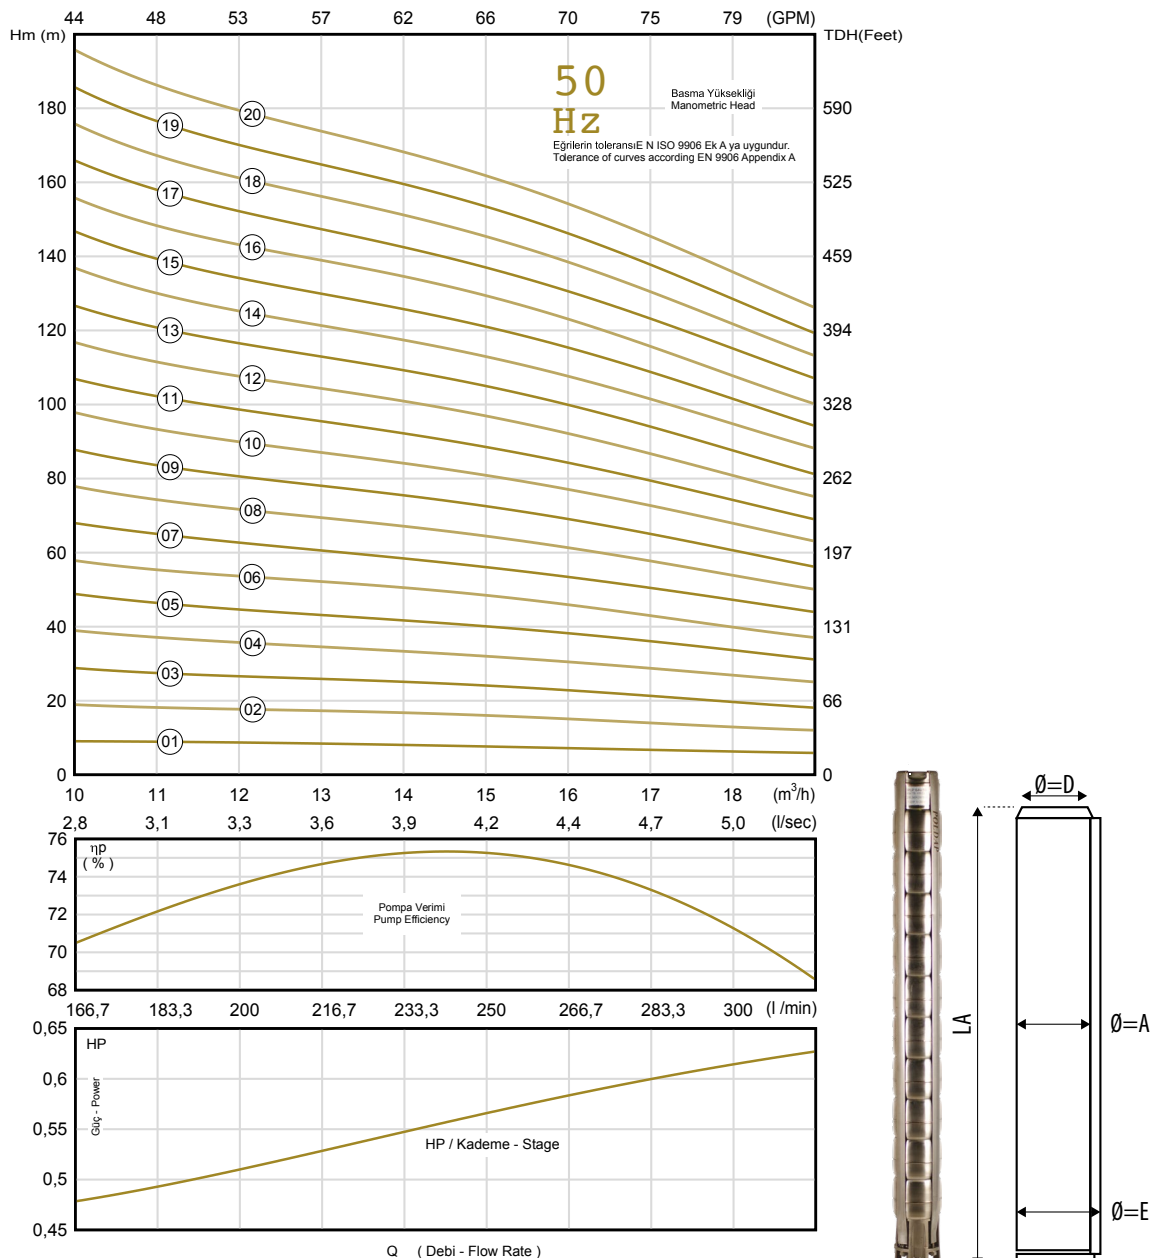 44 48 53 57 62 66 70 75 79 (GPM)
Hm (m) TDH(Feet)
50
Hz
Basma Yüksekliği
Manometric Head
Eğrilerin toleransıE N ISO 9906 Ek A ya uygundur.
Tolerance of curves according EN 9906 Appendix A
180 590
160 525
140 459
120 394
100 328
80 262
60 197
40 131
20 66
0 0
20
19
18
17
16
15
14
13
12
11
10
09
08
07
06
05
04
03
02
01
10 11 12 13 14 15 16 17 18 (m3/h)
2,8 3,1 3,3 3,6 3,9 4,2 4,4 4,7 5,0 (l/sec)
76
ηp
( % )
74
72
70
68
Pompa Verimi
Pump Efficiency
166,7 183,3 200 216,7 233,3 250 266,7 283,3 300 (l /min)
0,65
HP
0,6
Güç - Power
0,55
HP / Kademe - Stage
0,5
0,45
Q ( Debi - Flow Rate )
Ø=D
LA
Ø=A
Ø=E